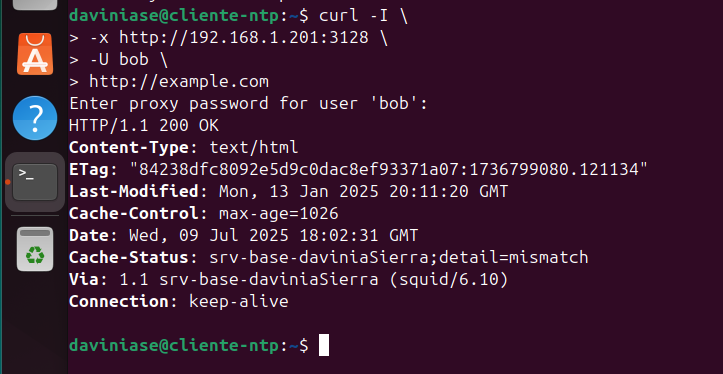 daviniase@cliente-ntp:~$ curl -I \
> -x http://192.168.1.201:3128 \
> -U bob \
> http://example.com
Enter proxy password for user 'bob':
HTTP/1.1 200 OK
Content-Type: text/html
ETag: "84238dfc8092e5d9c0dac8ef93371a07:1736799080.121134"
Last-Modified: Mon, 13 Jan 2025 20:11:20 GMT
Cache-Control: max-age=1026
Date: Wed, 09 Jul 2025 18:02:31 GMT
Cache-Status: srv-base-daviniaSierra;detail=mismatch
Via: 1.1 srv-base-daviniaSierra (squid/6.10)
Connection: keep-alive
daviniase@cliente-ntp:~$